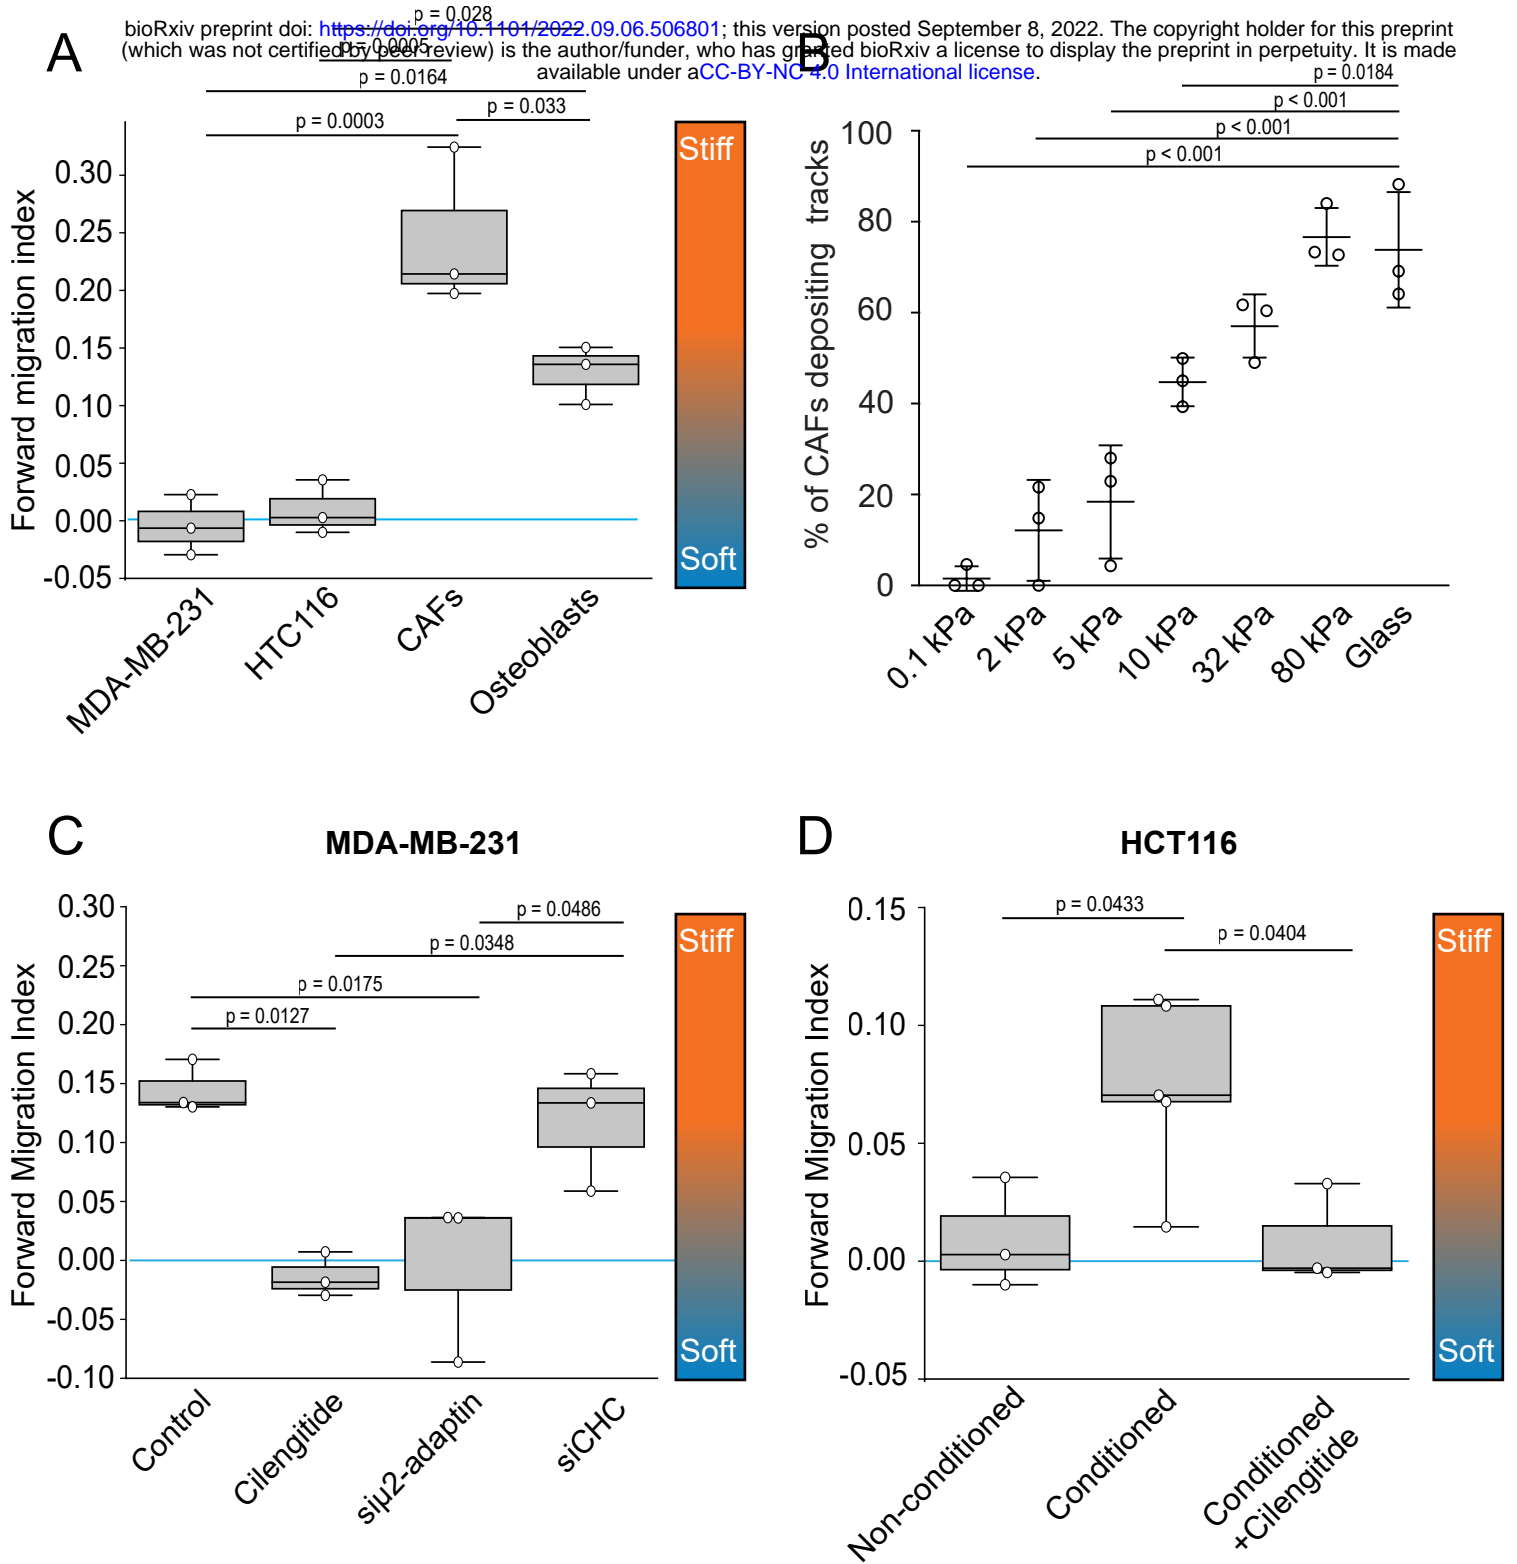 bioRxiv preprint doi: https://doi.org/10.1101/2022.09.06.506801; this version posted September 8, 2022. The copyright holder for this preprint
(which was not certified by peer review) is the author/funder, who has granted bioRxiv a license to display the preprint in perpetuity. It is made
available under aCC-BY-NC 4.0 International license.
A
p = 0.028
p = 0.0005
p = 0.0164
p = 0.033
p = 0.0003
Forward migration index
0.30
0.25
0.20
0.15
0.10
0.05
0.00
-0.05
MDA-MB-231
HTC116
CAFs
Osteoblasts
Stiff
Soft
B
p = 0.0184
p < 0.001
p < 0.001
p < 0.001
% of CAFs depositing tracks
100
80
60
40
20
0
0.1 kPa
2 kPa
5 kPa
10 kPa
32 kPa
80 kPa
Glass
C
MDA-MB-231
p = 0.0486
p = 0.0348
p = 0.0175
p = 0.0127
Forward Migration Index
0.30
0.25
0.20
0.15
0.10
0.05
0.00
-0.05
-0.10
Control
Cilengitide
siμ2-adaptin
siCHC
Stiff
Soft
D
HCT116
p = 0.0433
p = 0.0404
Forward Migration Index
0.15
0.10
0.05
0.00
-0.05
Non-conditioned
Conditioned
Conditioned
+Cilengitide
Stiff
Soft